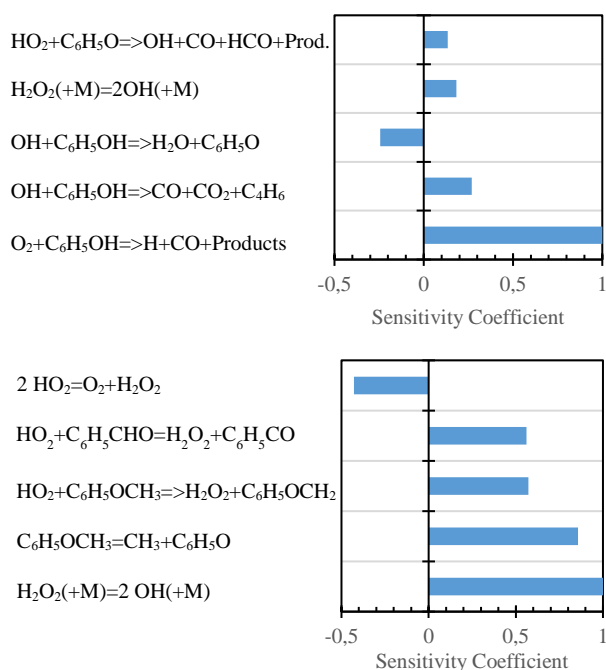 HO₂+C₆H₅O=>OH+CO+HCO+Prod.
H₂O₂(+M)=2OH(+M)
OH+C₆H₅OH=>H₂O+C₆H₅O
OH+C₆H₅OH=>CO+CO₂+C₄H₆
O₂+C₆H₅OH=>H+CO+Products
-0,5 0 0,5 1
Sensitivity Coefficient
2 HO₂=O₂+H₂O₂
HO₂+C₆H₅CHO=H₂O₂+C₆H₅CO
HO₂+C₆H₅OCH₃=>H₂O₂+C₆H₅OCH₂
C₆H₅OCH₃=CH₃+C₆H₅O
H₂O₂(+M)=2 OH(+M)
-0,5 0 0,5 1
Sensitivity Coefficient